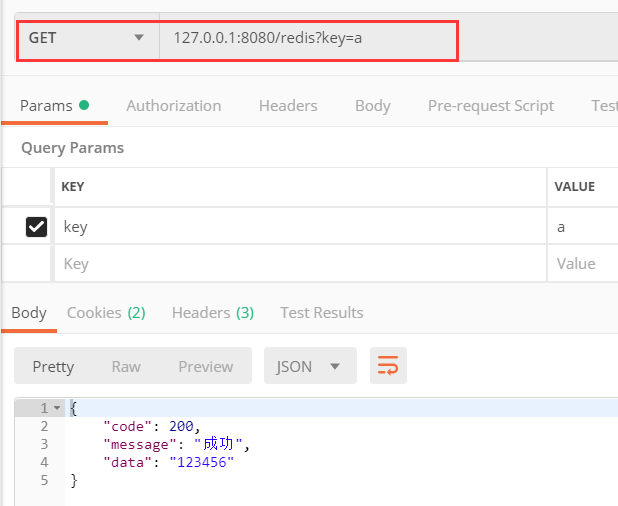 GET 127.0.0.1:8080/redis?key=a
Params Authorization Headers Body Pre-request Script Test
Query Params
KEY VALUE
key a
Key Value
Body Cookies (2) Headers (3) Test Results
Pretty Raw Preview JSON
1 {
2 "code": 200,
3 "message": "成功",
4 "data": "123456"
5 }